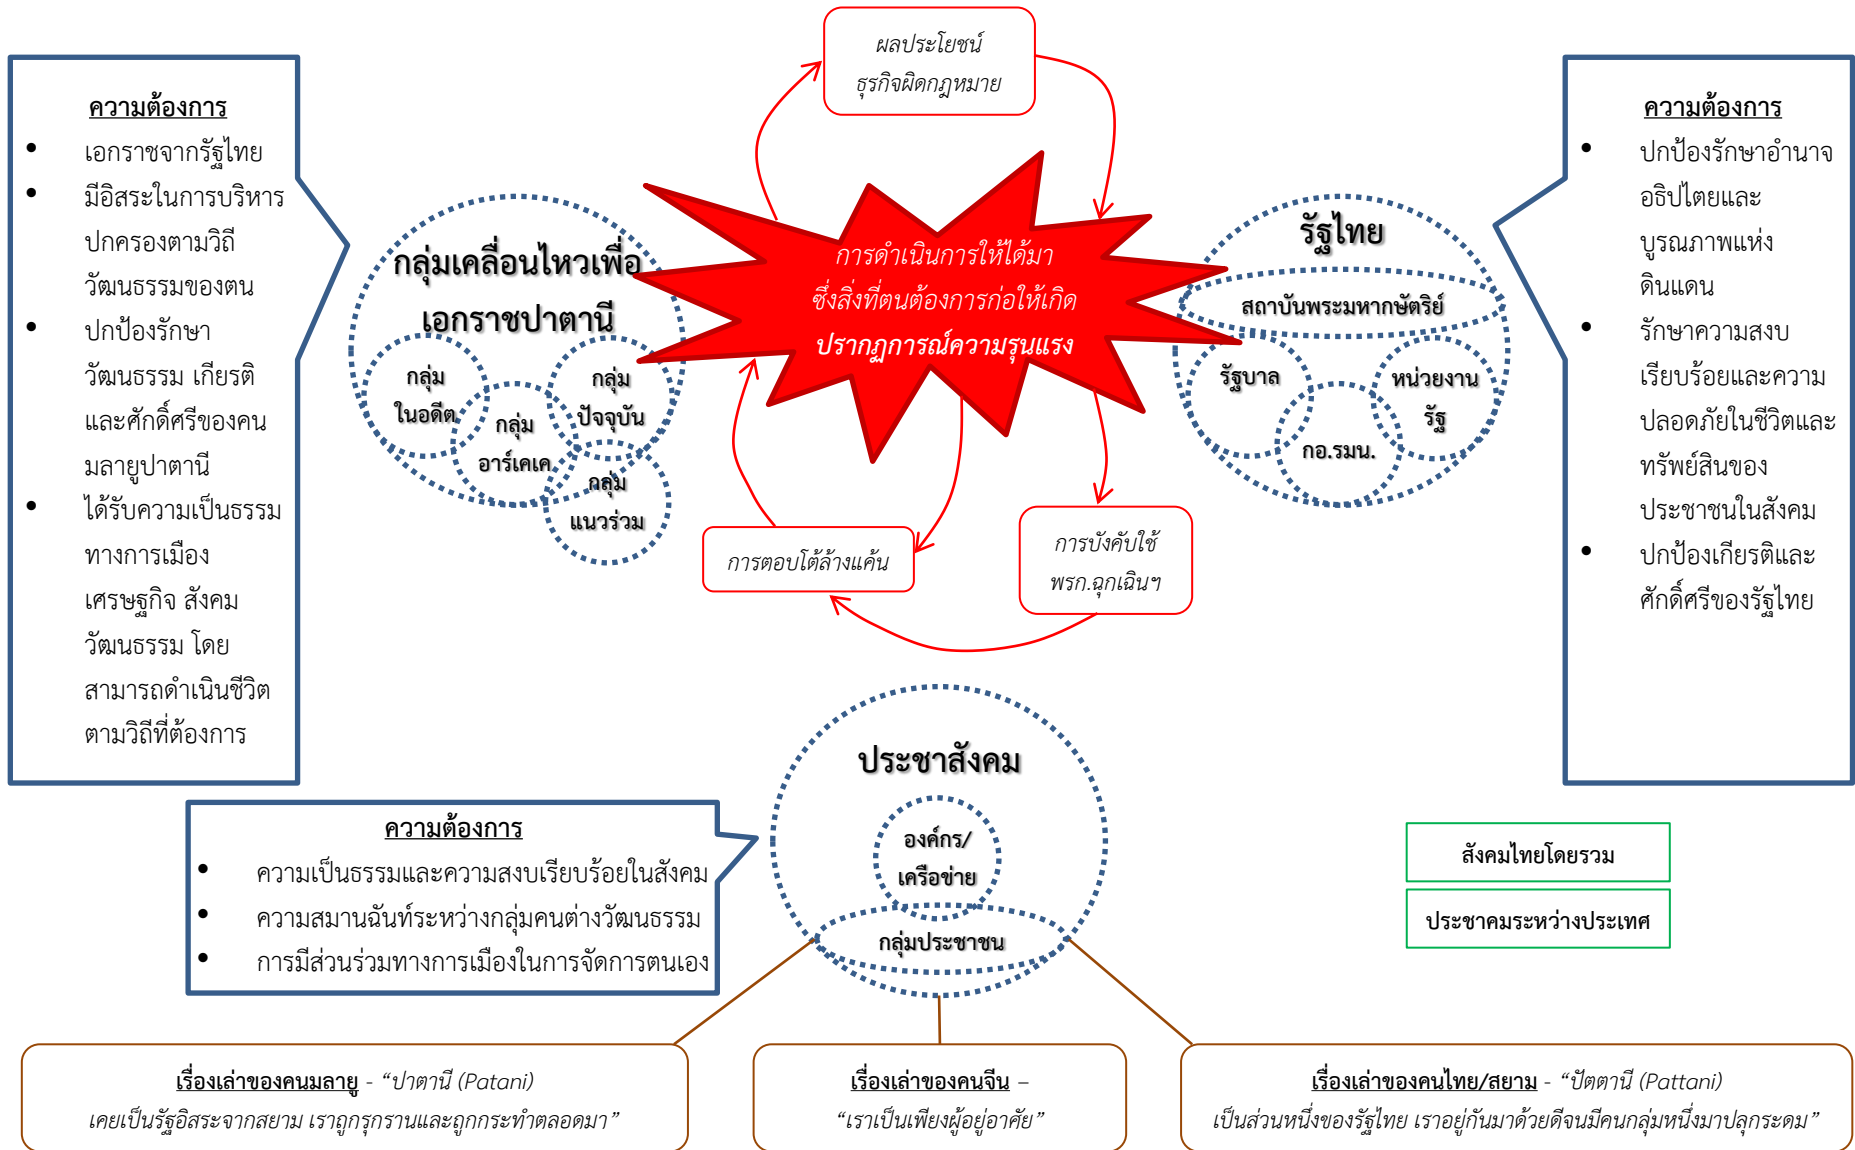 ผลประโยชน์
ธุรกิจผิดกฎหมาย
ความต้องการ
• เอกราชจากรัฐไทย
• มีอิสระในการบริหาร
ปกครองตามวิถี
วัฒนธรรมของตน
• ปกป้องรักษา
วัฒนธรรม เกียรติ
และศักดิ์ศรีของคน
มลายูปาตานี
• ได้รับความเป็นธรรม
ทางการเมือง
เศรษฐกิจ สังคม
วัฒนธรรม โดย
สามารถดำเนินชีวิต
ตามวิถีที่ต้องการ
กลุ่มเคลื่อนไหวเพื่อ
เอกราชปาตานี
กลุ่ม
ในอดีต
กลุ่ม
อาร์เคเค
กลุ่ม
ปัจจุบัน
กลุ่ม
แนวร่วม
การดำเนินการให้ได้มา
ซึ่งสิ่งที่ตนต้องการก่อให้เกิด
ปรากฏการณ์ความรุนแรง
การตอบโต้ล้างแค้น
การบังคับใช้
พรก.ฉุกเฉินฯ
รัฐไทย
สถาบันพระมหากษัตริย์
รัฐบาล
กอ.รมน.
หน่วยงาน
รัฐ
ความต้องการ
• ปกป้องรักษาอำนาจ
อธิปไตยและ
บูรณภาพแห่ง
ดินแดน
• รักษาความสงบ
เรียบร้อยและความ
ปลอดภัยในชีวิตและ
ทรัพย์สินของ
ประชาชนในสังคม
• ปกป้องเกียรติและ
ศักดิ์ศรีของรัฐไทย
ประชาสังคม
องค์กร/
เครือข่าย
กลุ่มประชาชน
ความต้องการ
• ความเป็นธรรมและความสงบเรียบร้อยในสังคม
• ความสมานฉันท์ระหว่างกลุ่มคนต่างวัฒนธรรม
• การมีส่วนร่วมทางการเมืองในการจัดการตนเอง
สังคมไทยโดยรวม
ประชาคมระหว่างประเทศ
เรื่องเล่าของคนมลายู - “ปาตานี (Patani)
เคยเป็นรัฐอิสระจากสยาม เราถูกรุกรานและถูกกระทำตลอดมา”
เรื่องเล่าของคนจีน –
“เราเป็นเพียงผู้อยู่อาศัย”
เรื่องเล่าของคนไทย/สยาม - “ปัตตานี (Pattani)
เป็นส่วนหนึ่งของรัฐไทย เราอยู่กันมาด้วยดีจนมีคนกลุ่มหนึ่งมาปลุกระดม”